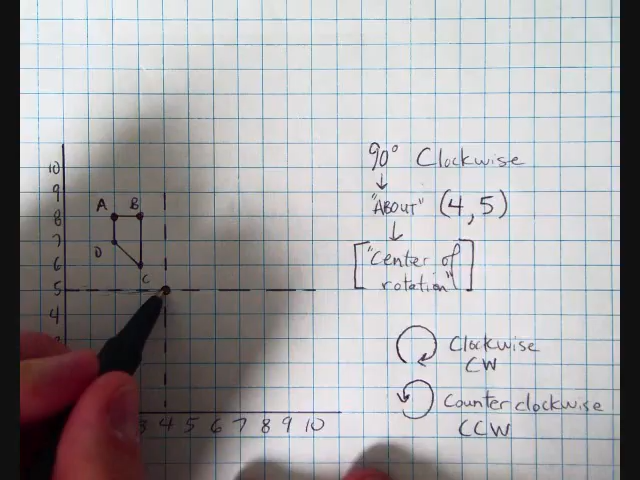 90° Clockwise
"ABOUT" (4,5)
["Center of
rotation"]
Clockwise
CW
Counter clockwise
CCW
10
9
A B
8
7
D
6
C
5
4
3 4 5 6 7 8 9 10